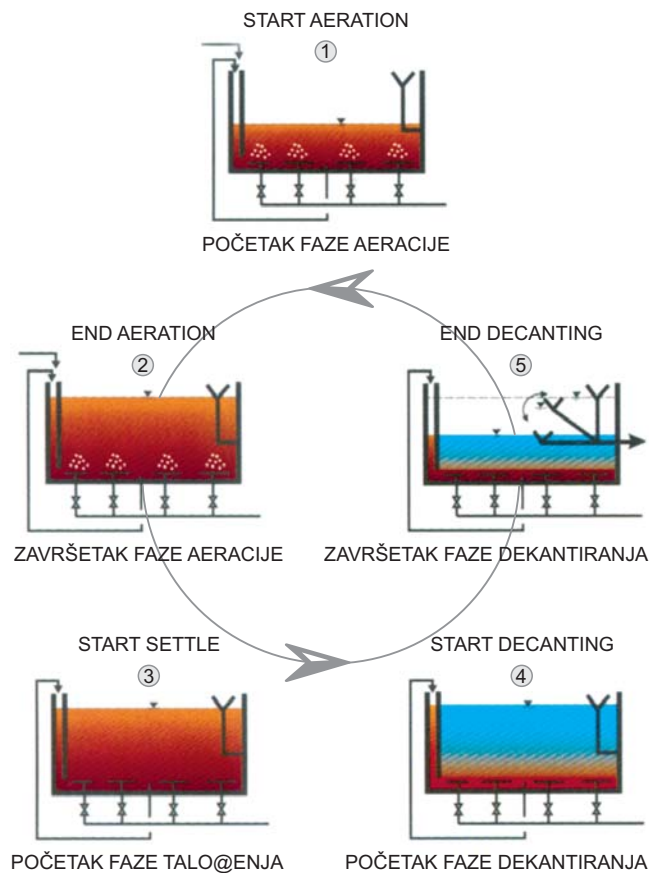 START AERATION
1
POČETAK FAZE AERACIJE
END AERATION
2
ZAVRŠETAK FAZE AERACIJE
END DECANTING
5
ZAVRŠETAK FAZE DEKANTIRANJA
START SETTLE
3
POČETAK FAZE TALO@ENJA
START DECANTING
4
POČETAK FAZE DEKANTIRANJA